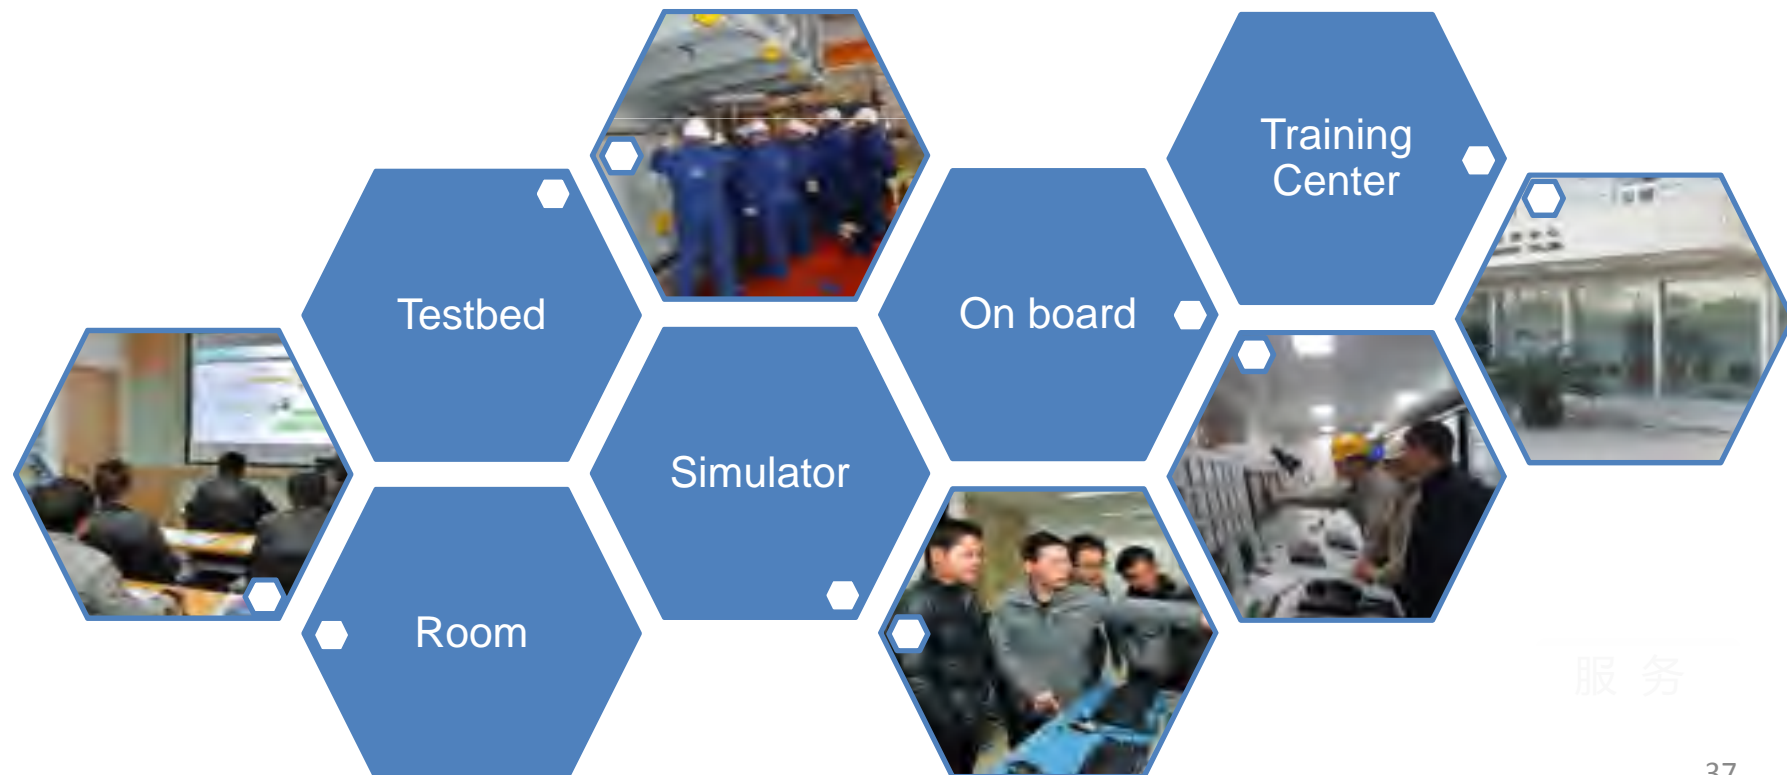 Training
Center
Testbed
On board
Simulator
Room
服务
37